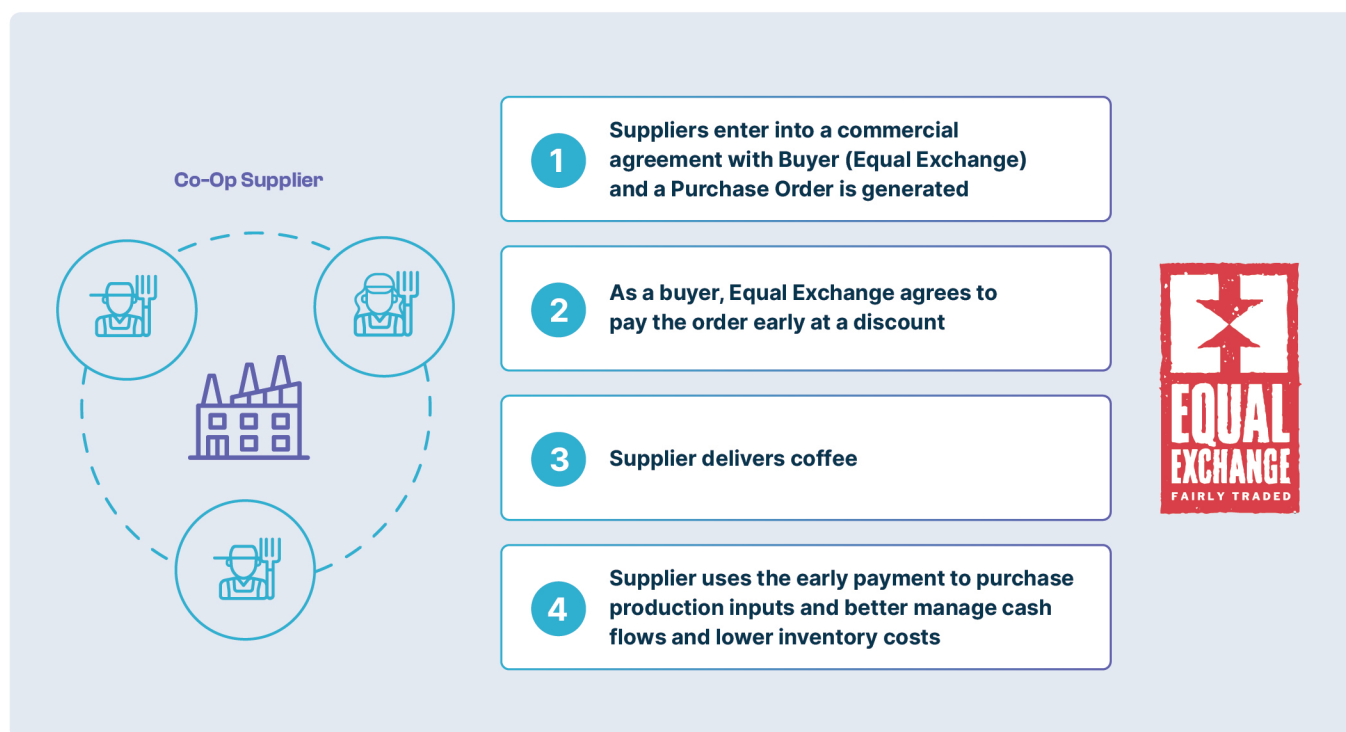 Co-Op Supplier
1
Suppliers enter into a commercial
agreement with Buyer (Equal Exchange)
and a Purchase Order is generated
2
As a buyer, Equal Exchange agrees to
pay the order early at a discount
3
Supplier delivers coffee
4
Supplier uses the early payment to purchase
production inputs and better manage cash
flows and lower inventory costs
EQUAL
EXCHANGE
FAIRLY TRADED